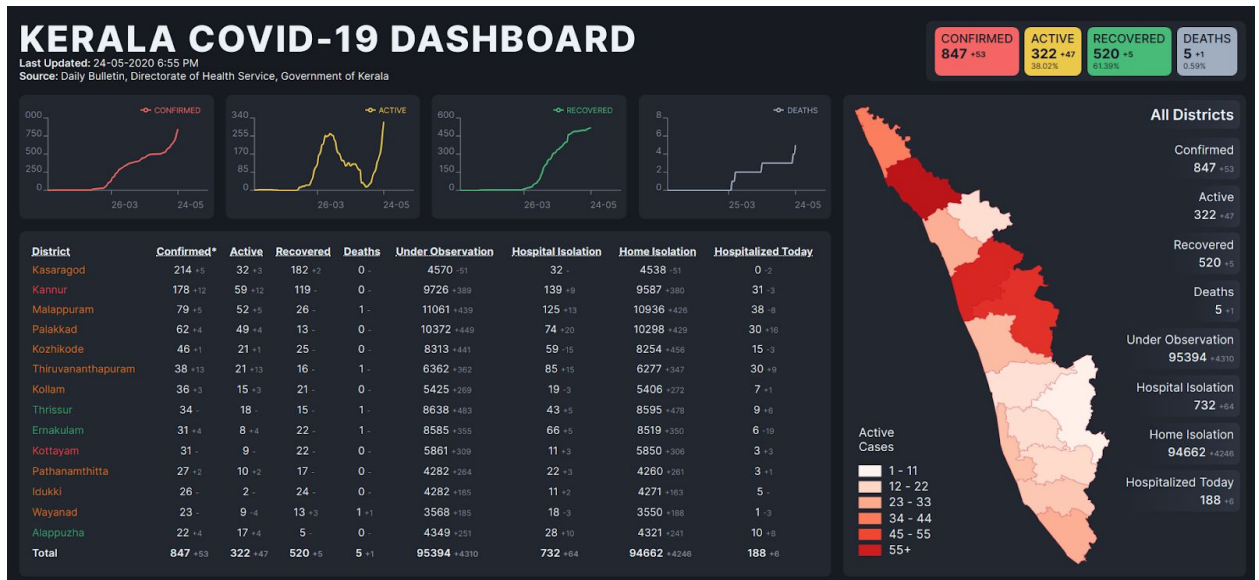 KERALA COVID-19 DASHBOARD
Last Updated: 24-05-2020 6:55 PM
Source: Daily Bulletin, Directorate of Health Service, Government of Kerala
CONFIRMED
847 +53
ACTIVE
322 +47
38.02%
RECOVERED
520 +5
61.39%
DEATHS
5 +1
0.59%
CONFIRMED
000
750
500
250
0
26-03 24-05
ACTIVE
340
255
170
85
0
26-03 24-05
RECOVERED
600
450
300
150
0
26-03 24-05
DEATHS
8
6
4
2
0
25-03 24-05
District Confirmed* Active Recovered Deaths Under Observation Hospital Isolation Home Isolation Hospitalized Today
Kasaragod 214 +5 32 +3 182 +2 0 - 4570 -51 32 - 4538 -51 0 -2
Kannur 178 +12 59 +12 119 - 0 - 9726 +389 139 +9 9587 +380 31 -3
Malappuram 79 +5 52 +5 26 - 1 - 11061 +439 125 +13 10936 +426 38 -8
Palakkad 62 +4 49 +4 13 - 0 - 10372 +449 74 +20 10298 +429 30 +16
Kozhikode 46 +1 21 +1 25 - 0 - 8313 +441 59 -15 8254 +456 15 -3
Thiruvananthapuram 38 +13 21 +13 16 - 1 - 6362 +362 85 +15 6277 +347 30 +9
Kollam 36 +3 15 +3 21 - 0 - 5425 +269 19 -3 5406 +272 7 +1
Thrissur 34 - 18 - 15 - 1 - 8638 +483 43 +5 8595 +478 9 +6
Ernakulam 31 +4 8 +4 22 - 1 - 8585 +355 66 +5 8519 +350 6 -19
Kottayam 31 - 9 - 22 - 0 - 5861 +309 11 +3 5850 +306 3 +3
Pathanamthitta 27 +2 10 +2 17 - 0 - 4282 +264 22 +3 4260 +261 3 +1
Idukki 26 - 2 - 24 - 0 - 4282 +165 11 +2 4271 +163 5 -
Wayanad 23 - 9 -4 13 +3 1 +1 3568 +185 18 -3 3550 +188 1 -3
Alappuzha 22 +4 17 +4 5 - 0 - 4349 +251 28 +10 4321 +241 10 +8
Total 847 +53 322 +47 520 +5 5 +1 95394 +4310 732 +64 94662 +4246 188 +6
All Districts
Confirmed
847 +53
Active
322 +47
Recovered
520 +5
Deaths
5 +1
Under Observation
95394 +4310
Hospital Isolation
732 +64
Home Isolation
94662 +4246
Hospitalized Today
188 +6
Active
Cases
1 - 11
12 - 22
23 - 33
34 - 44
45 - 55
55+